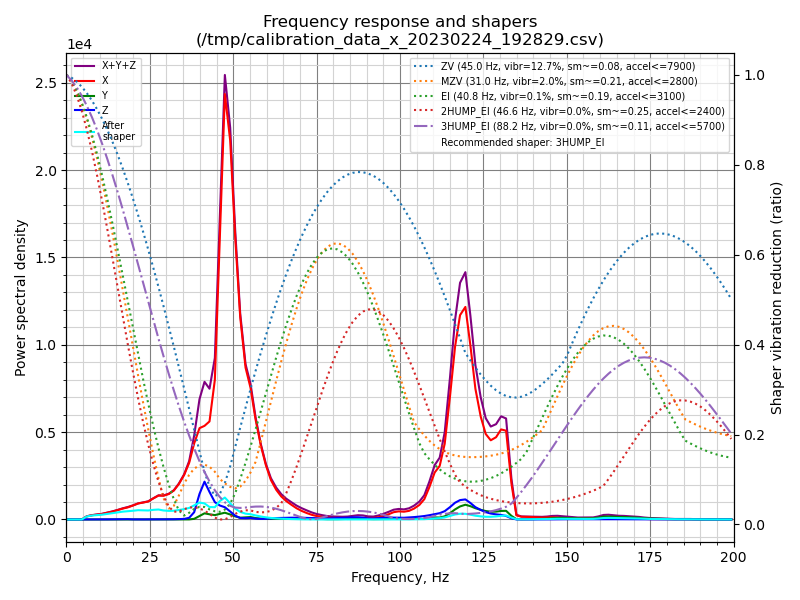 Frequency response and shapers
(/tmp/calibration_data_x_20230224_192829.csv)
1e4
X+Y+Z
X
Y
Z
After
shaper
ZV (45.0 Hz, vibr=12.7%, sm~=0.08, accel<=7900)
MZV (31.0 Hz, vibr=2.0%, sm~=0.21, accel<=2800)
EI (40.8 Hz, vibr=0.1%, sm~=0.19, accel<=3100)
2HUMP_EI (46.6 Hz, vibr=0.0%, sm~=0.25, accel<=2400)
3HUMP_EI (88.2 Hz, vibr=0.0%, sm~=0.11, accel<=5700)
Recommended shaper: 3HUMP_EI
Power spectral density
2.5
2.0
1.5
1.0
0.5
0.0
1.0
0.8
0.6
0.4
0.2
0.0
Shaper vibration reduction (ratio)
0 25 50 75 100 125 150 175 200
Frequency, Hz